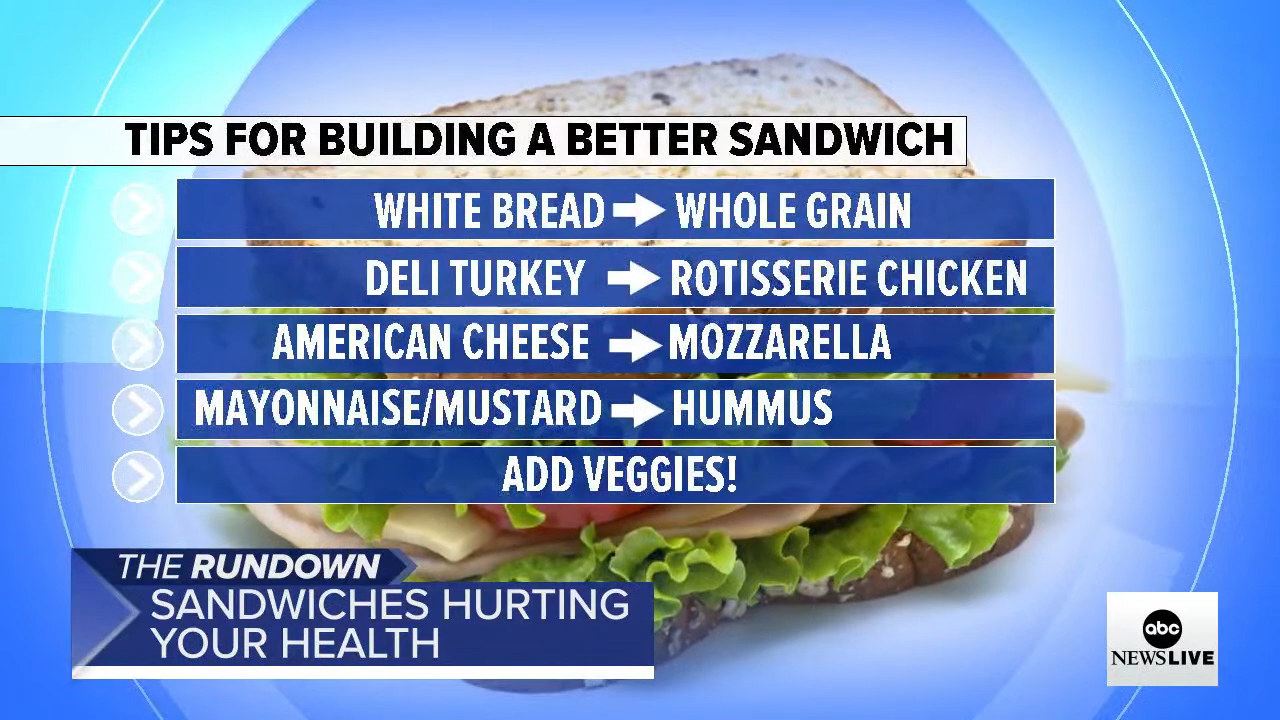 TIPS FOR BUILDING A BETTER SANDWICH
WHITE BREAD WHOLE GRAIN
DELI TURKEY ROTISSERIE CHICKEN
AMERICAN CHEESE MOZZARELLA
MAYONNAISE/MUSTARD HUMMUS
ADD VEGGIES!
THE RUNDOWN
SANDWICHES HURTING
YOUR HEALTH
abc
NEWSLIVE